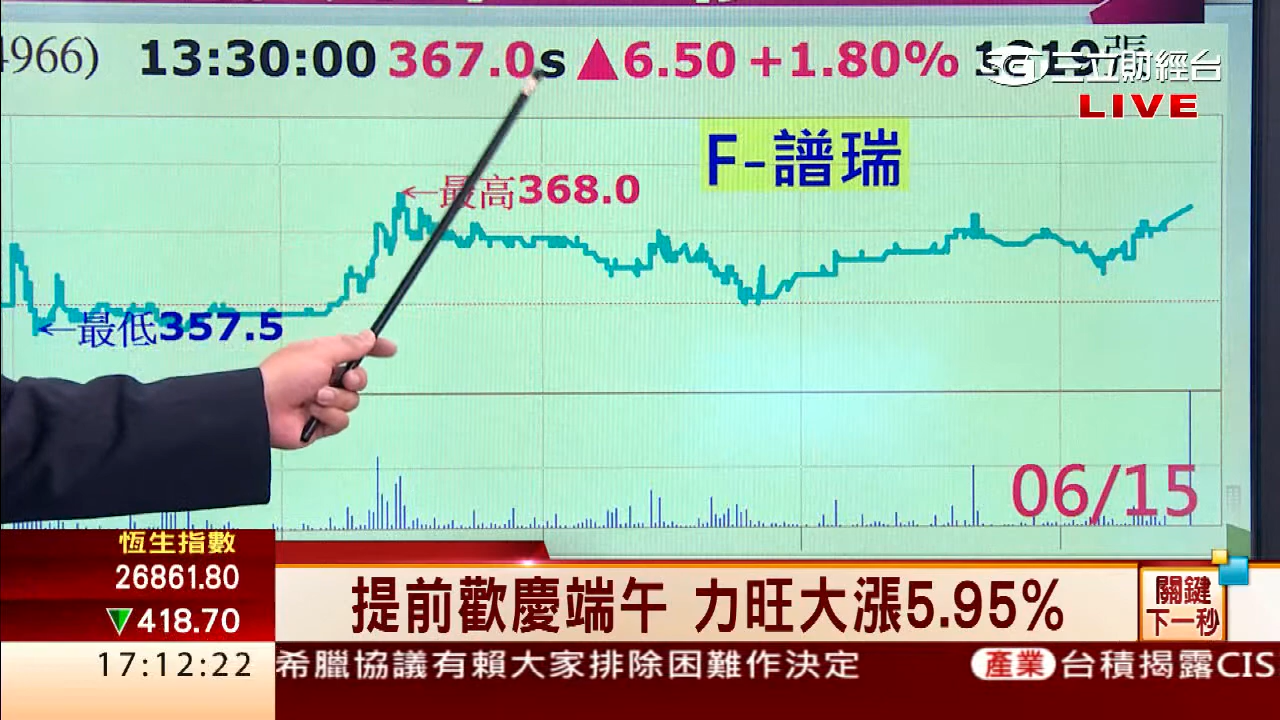 4966) 13:30:00 367.0s ▲6.50 +1.80%
三立財經台
LIVE
F-譜瑞
←最高368.0
←最低357.5
06/15
恆生指數
26861.80
▼418.70
17:12:22
提前歡慶端午 力旺大漲5.95%
關鍵
下一秒
希臘協議有賴大家排除困難作決定 產業 台積揭露CIS